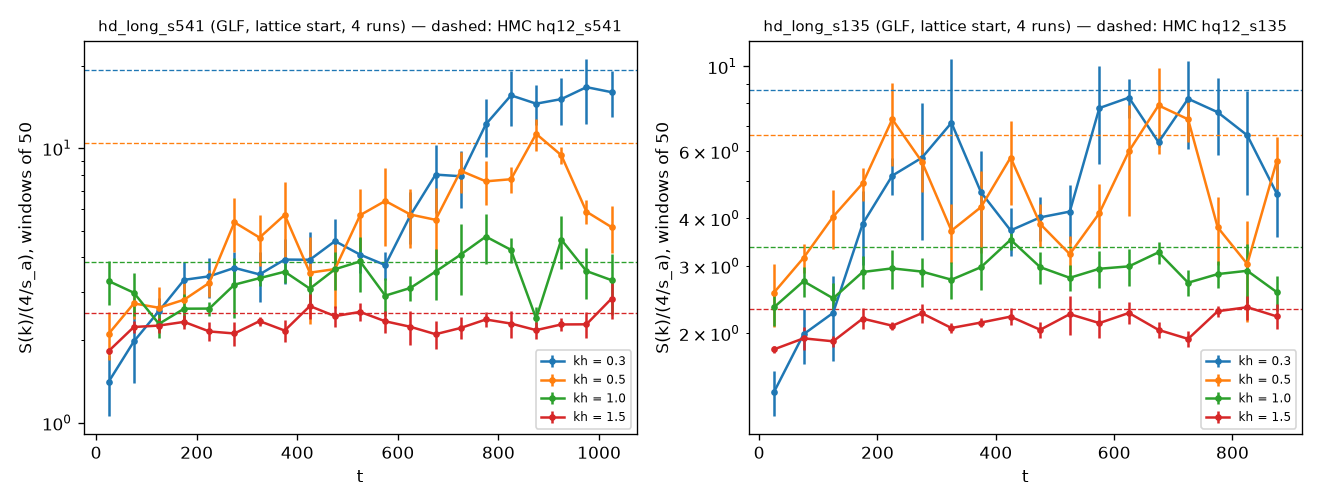 hd_long_s541 (GLF, lattice start, 4 runs) — dashed: HMC hq12_s541
S(k)/(4/s_a), windows of 50
10¹
10⁰
0
200
400
600
800
1000
t
kh = 0.3
kh = 0.5
kh = 1.0
kh = 1.5
hd_long_s135 (GLF, lattice start, 4 runs) — dashed: HMC hq12_s135
S(k)/(4/s_a), windows of 50
10¹
6 × 10⁰
4 × 10⁰
3 × 10⁰
2 × 10⁰
0
200
400
600
800
t
kh = 0.3
kh = 0.5
kh = 1.0
kh = 1.5